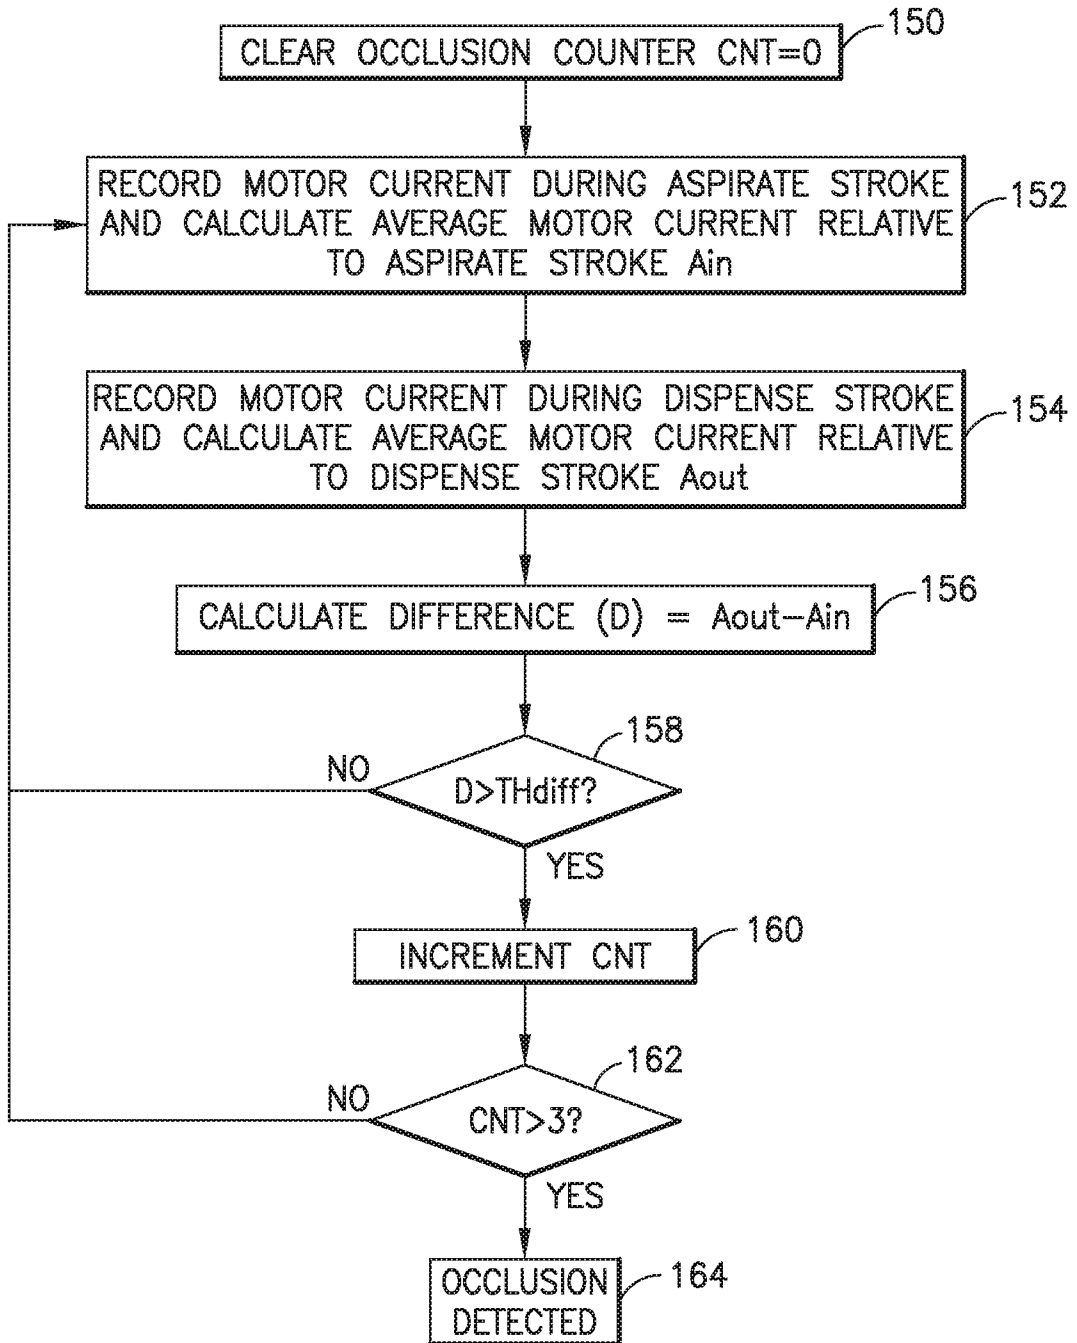 CLEAR OCCLUSION COUNTER CNT=0
150
RECORD MOTOR CURRENT DURING ASPIRATE STROKE
AND CALCULATE AVERAGE MOTOR CURRENT RELATIVE
TO ASPIRATE STROKE Ain
152
RECORD MOTOR CURRENT DURING DISPENSE STROKE
AND CALCULATE AVERAGE MOTOR CURRENT RELATIVE
TO DISPENSE STROKE Aout
154
CALCULATE DIFFERENCE (D) = Aout–Ain
156
158
NO
D>THdiff?
YES
INCREMENT CNT
160
162
NO
CNT>3?
YES
OCCLUSION
DETECTED
164